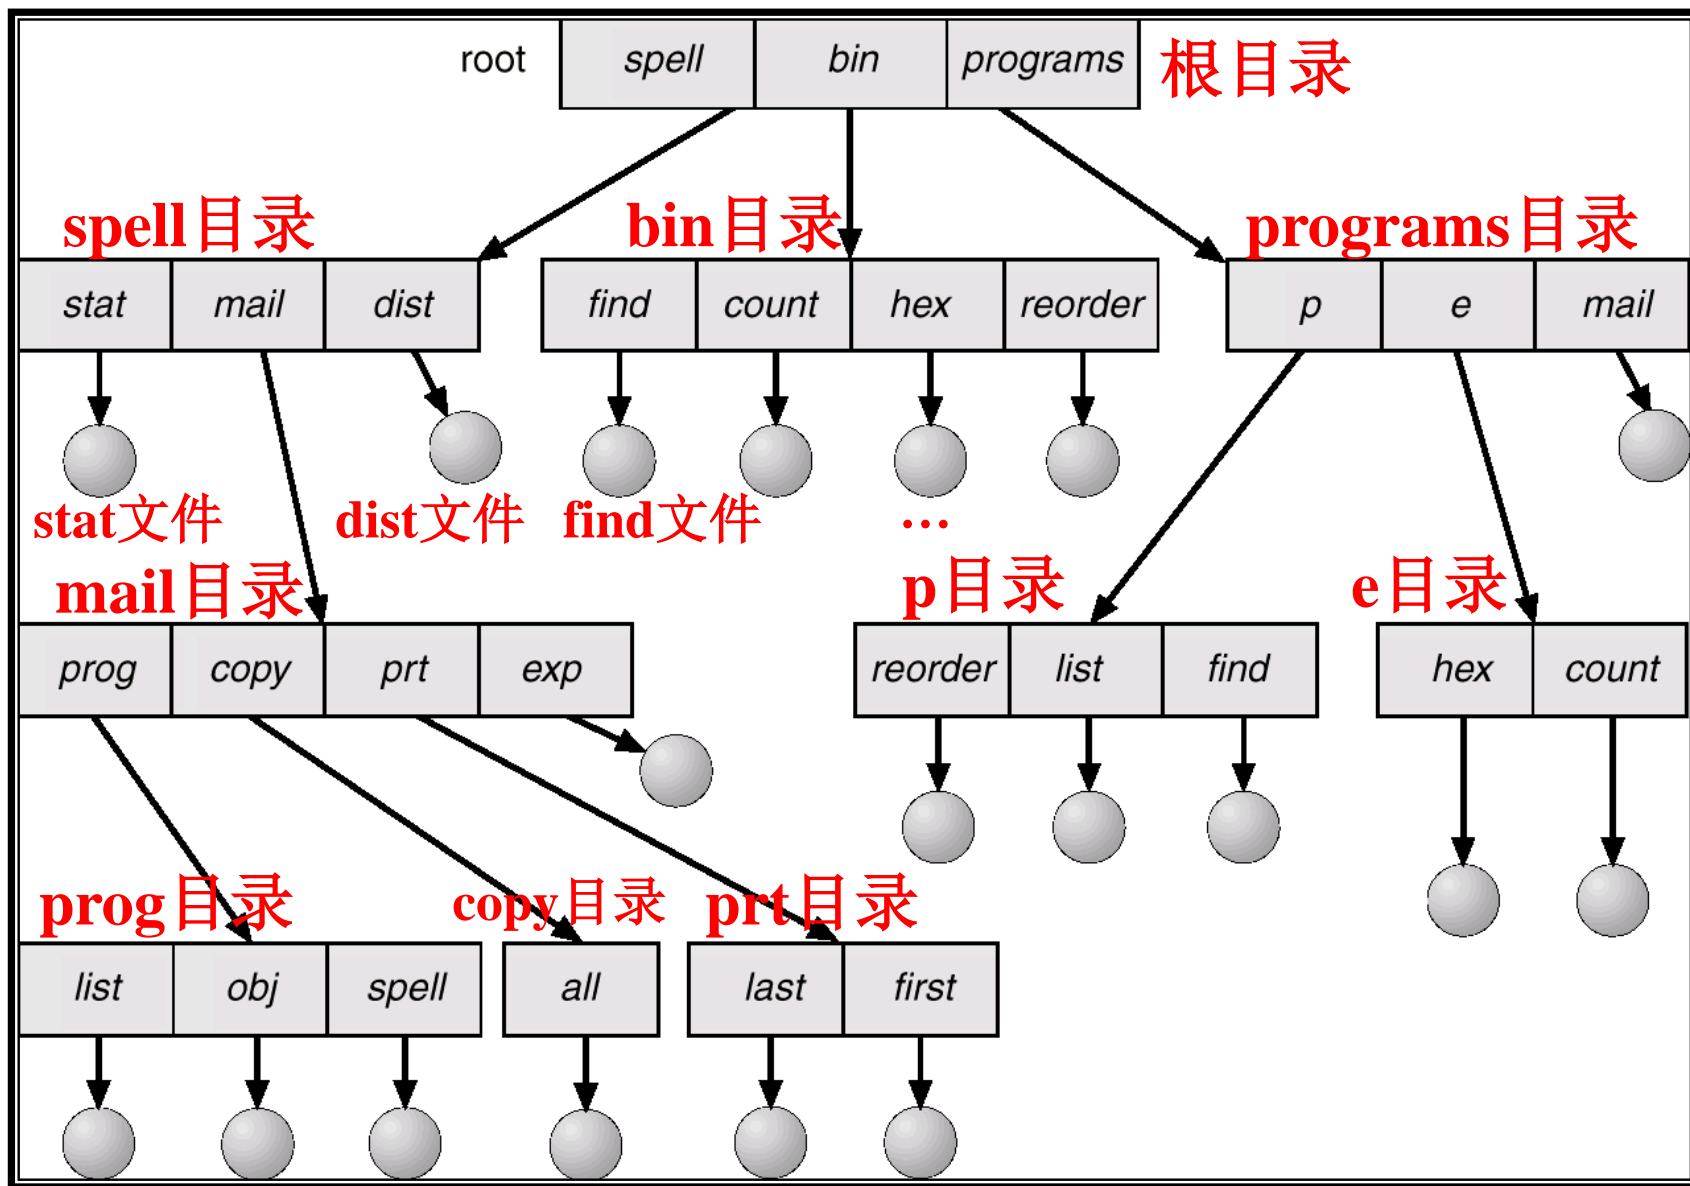 root spell bin programs 根目录
spell目录 bin目录 programs目录
stat mail dist find count hex reorder p e mail
stat文件 dist文件 find文件 …
mail目录 p目录 e目录
prog copy prt exp reorder list find hex count
prog目录 copy目录 prt目录
list obj spell all last first